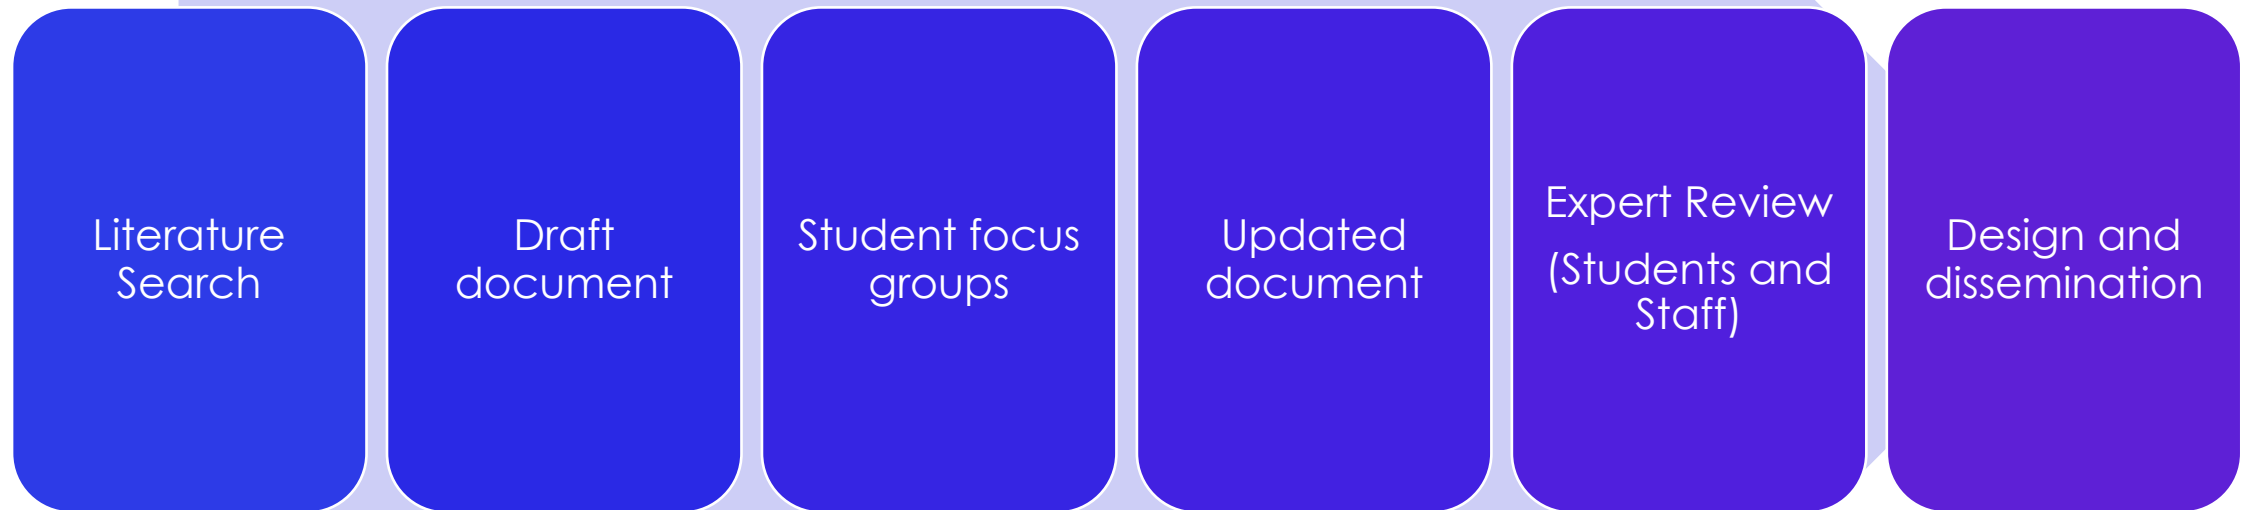 Literature
Search
Draft
document
Student focus
groups
Updated
document
Expert Review
(Students and
Staff)
Design and
dissemination